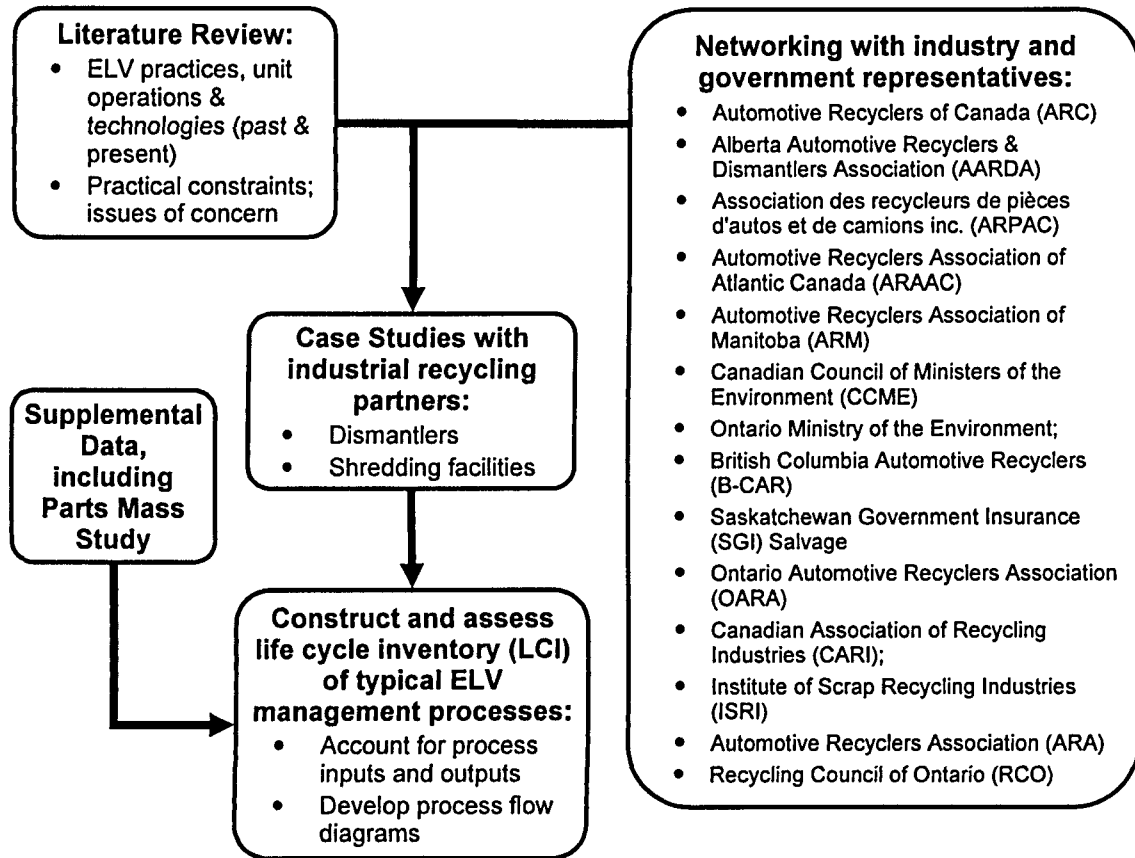 Literature Review:
• ELV practices, unit
operations &
technologies (past &
present)
• Practical constraints;
issues of concern
Networking with industry and
government representatives:
• Automotive Recyclers of Canada (ARC)
• Alberta Automotive Recyclers &
Dismantlers Association (AARDA)
• Association des recycleurs de pièces
d'autos et de camions inc. (ARPAC)
• Automotive Recyclers Association of
Atlantic Canada (ARAAC)
• Automotive Recyclers Association of
Manitoba (ARM)
• Canadian Council of Ministers of the
Environment (CCME)
• Ontario Ministry of the Environment;
• British Columbia Automotive Recyclers
(B-CAR)
• Saskatchewan Government Insurance
(SGI) Salvage
• Ontario Automotive Recyclers Association
(OARA)
• Canadian Association of Recycling
Industries (CARI);
• Institute of Scrap Recycling Industries
(ISRI)
• Automotive Recyclers Association (ARA)
• Recycling Council of Ontario (RCO)
Case Studies with
industrial recycling
partners:
• Dismantlers
• Shredding facilities
Supplemental
Data,
including
Parts Mass
Study
Construct and assess
life cycle inventory (LCI)
of typical ELV
management processes:
• Account for process
inputs and outputs
• Develop process flow
diagrams